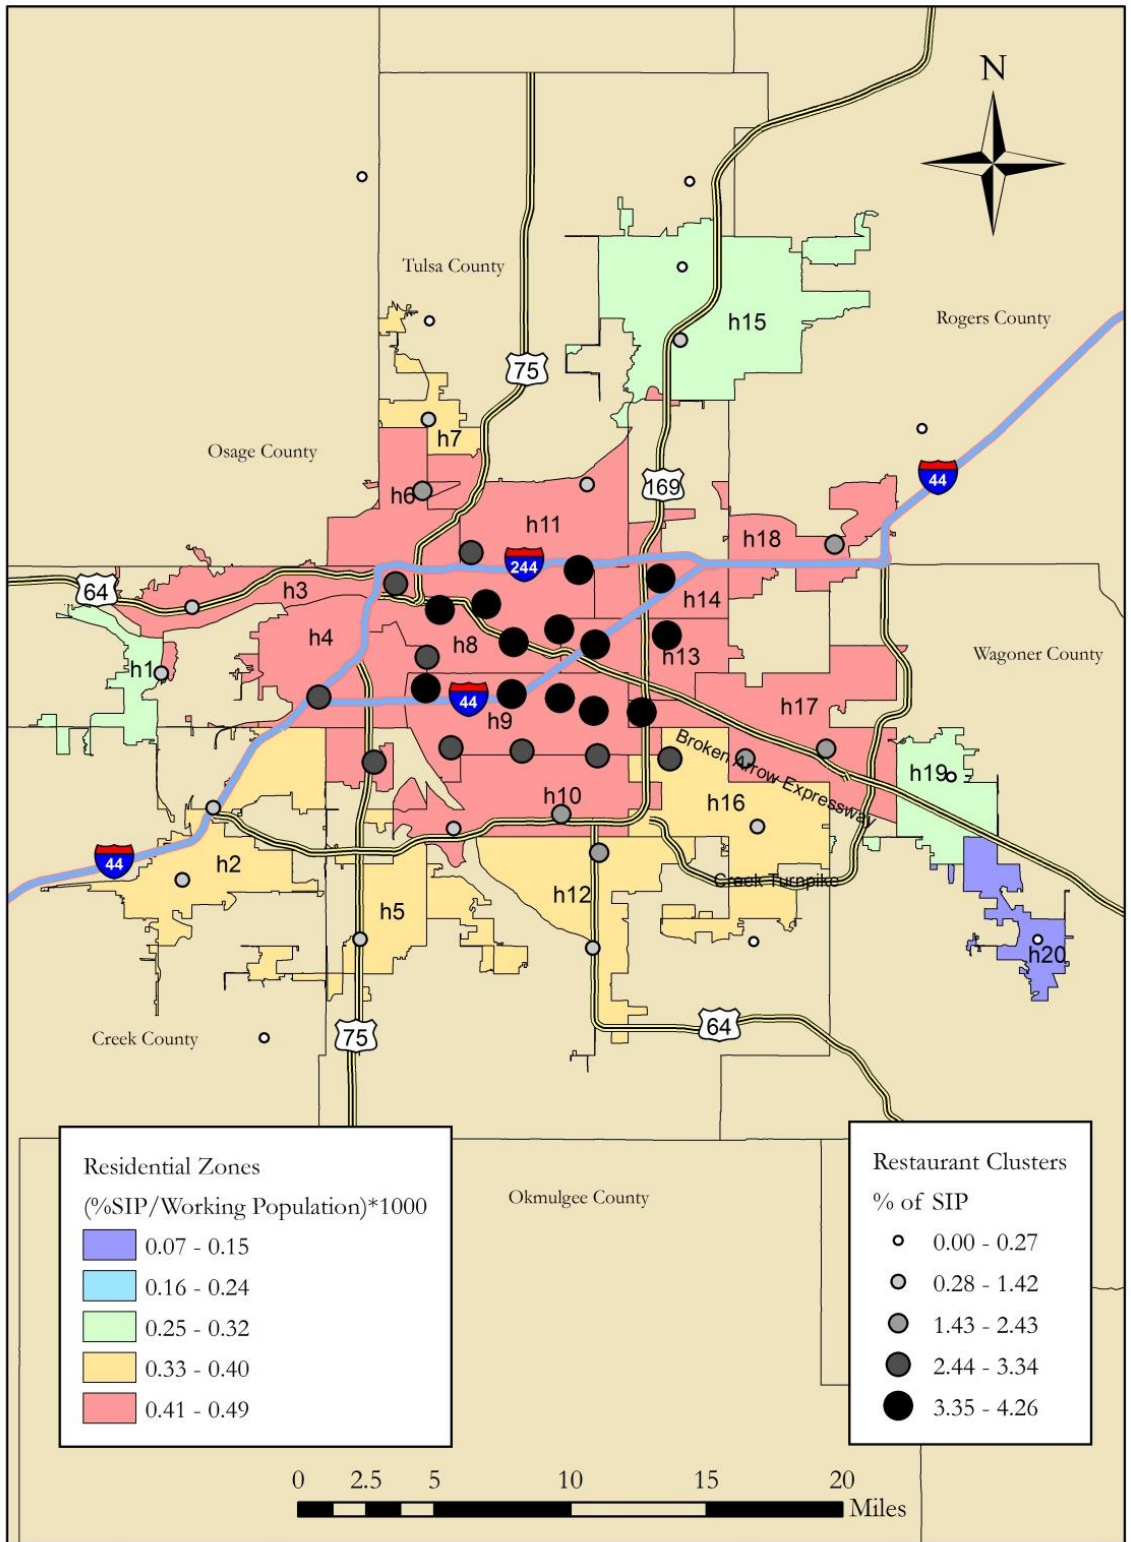 N
Tulsa County
h15
Rogers County
75
h7
Osage County
44
169
h6
h11
h18
244
64
h3
h14
h4
h8
h13
h1
Wagoner County
44
h9
h17
Broken Arrow Expressway
h19
h10
h16
44
h2
Creek Turnpike
h12
h5
h20
64
75
Creek County
Okmulgee County
Residential Zones
(%SIP/Working Population)*1000
0.07 - 0.15
0.16 - 0.24
0.25 - 0.32
0.33 - 0.40
0.41 - 0.49
Restaurant Clusters
% of SIP
0.00 - 0.27
0.28 - 1.42
1.43 - 2.43
2.44 - 3.34
3.35 - 4.26
0 2.5 5 10 15 20
Miles